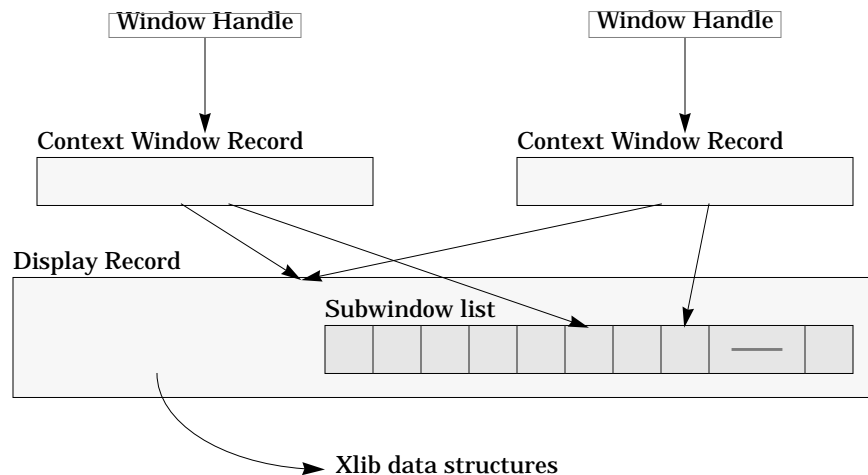 Window Handle
Window Handle
Context Window Record
Context Window Record
Display Record
Subwindow list
Xlib data structures